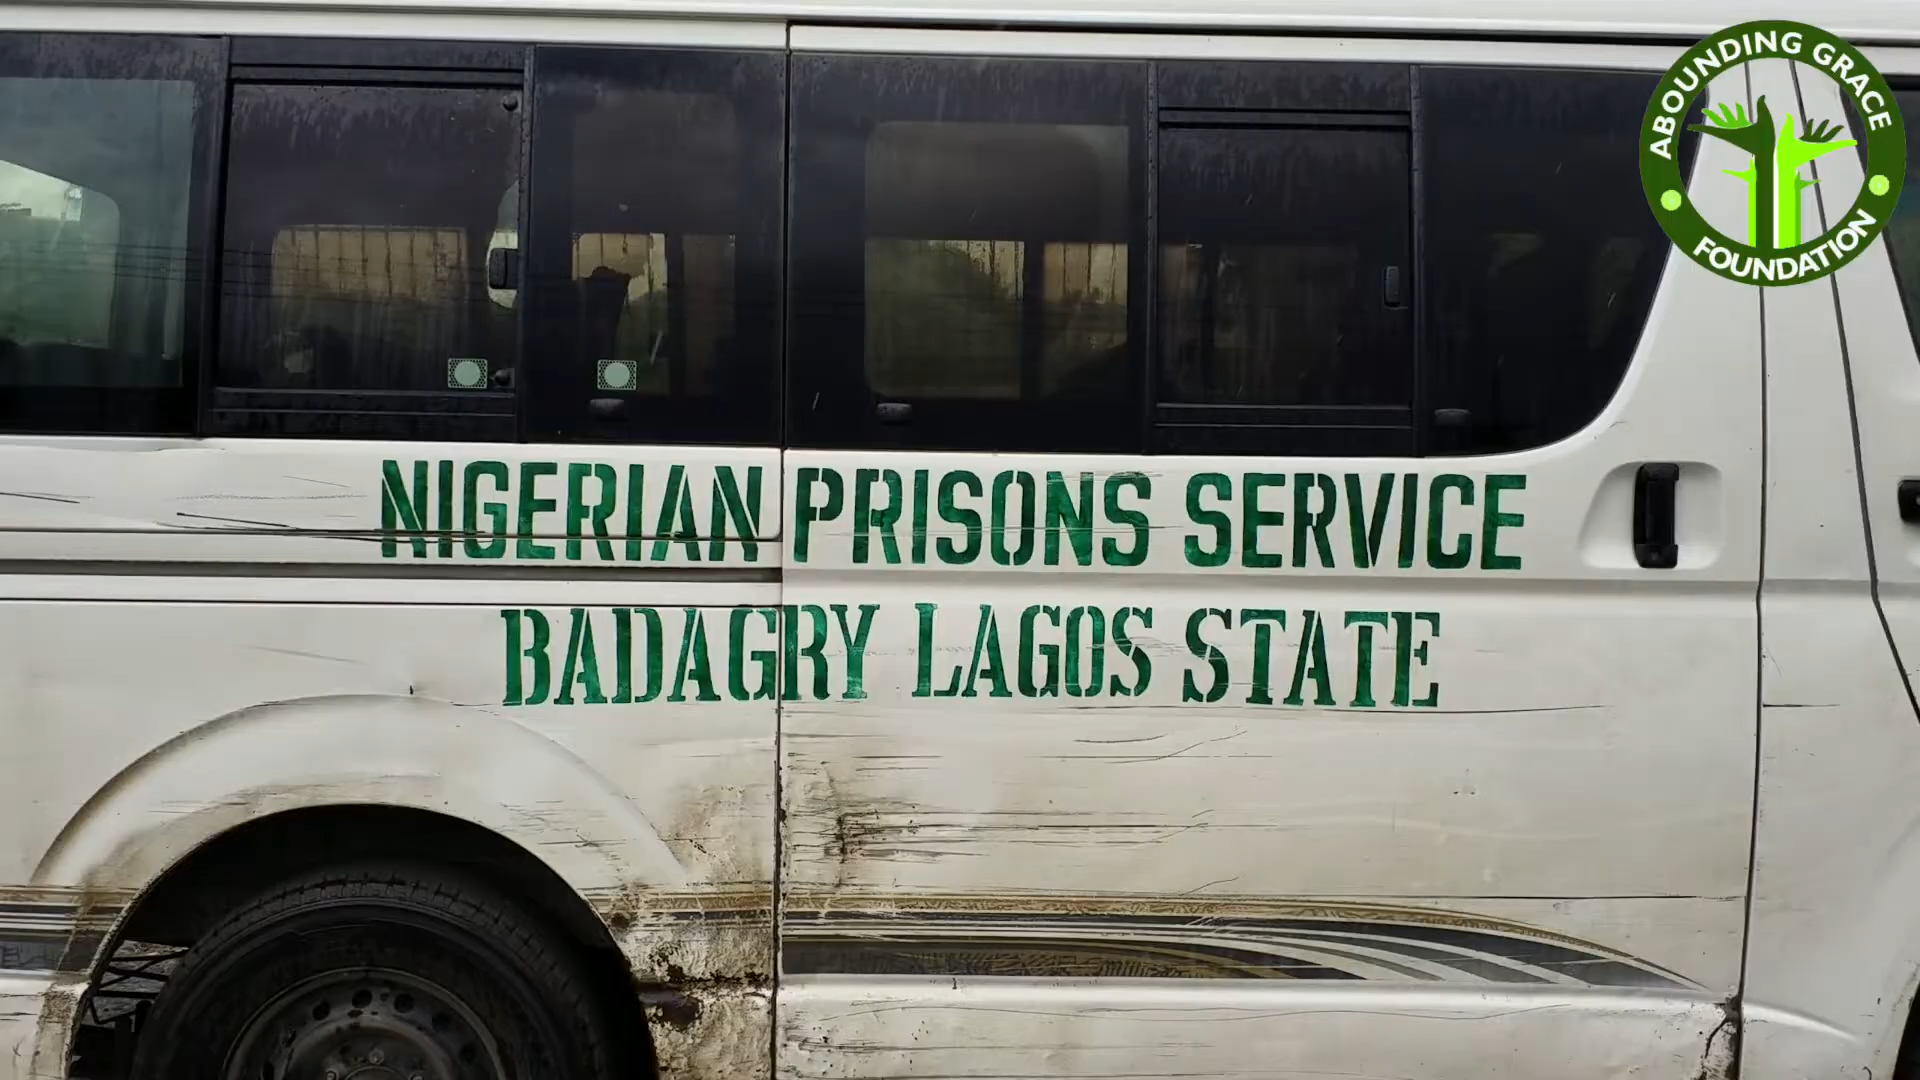 NIGERIAN PRISONS SERVICE
BADAGRY LAGOS STATE
ABOUNDING GRACE
FOUNDATION